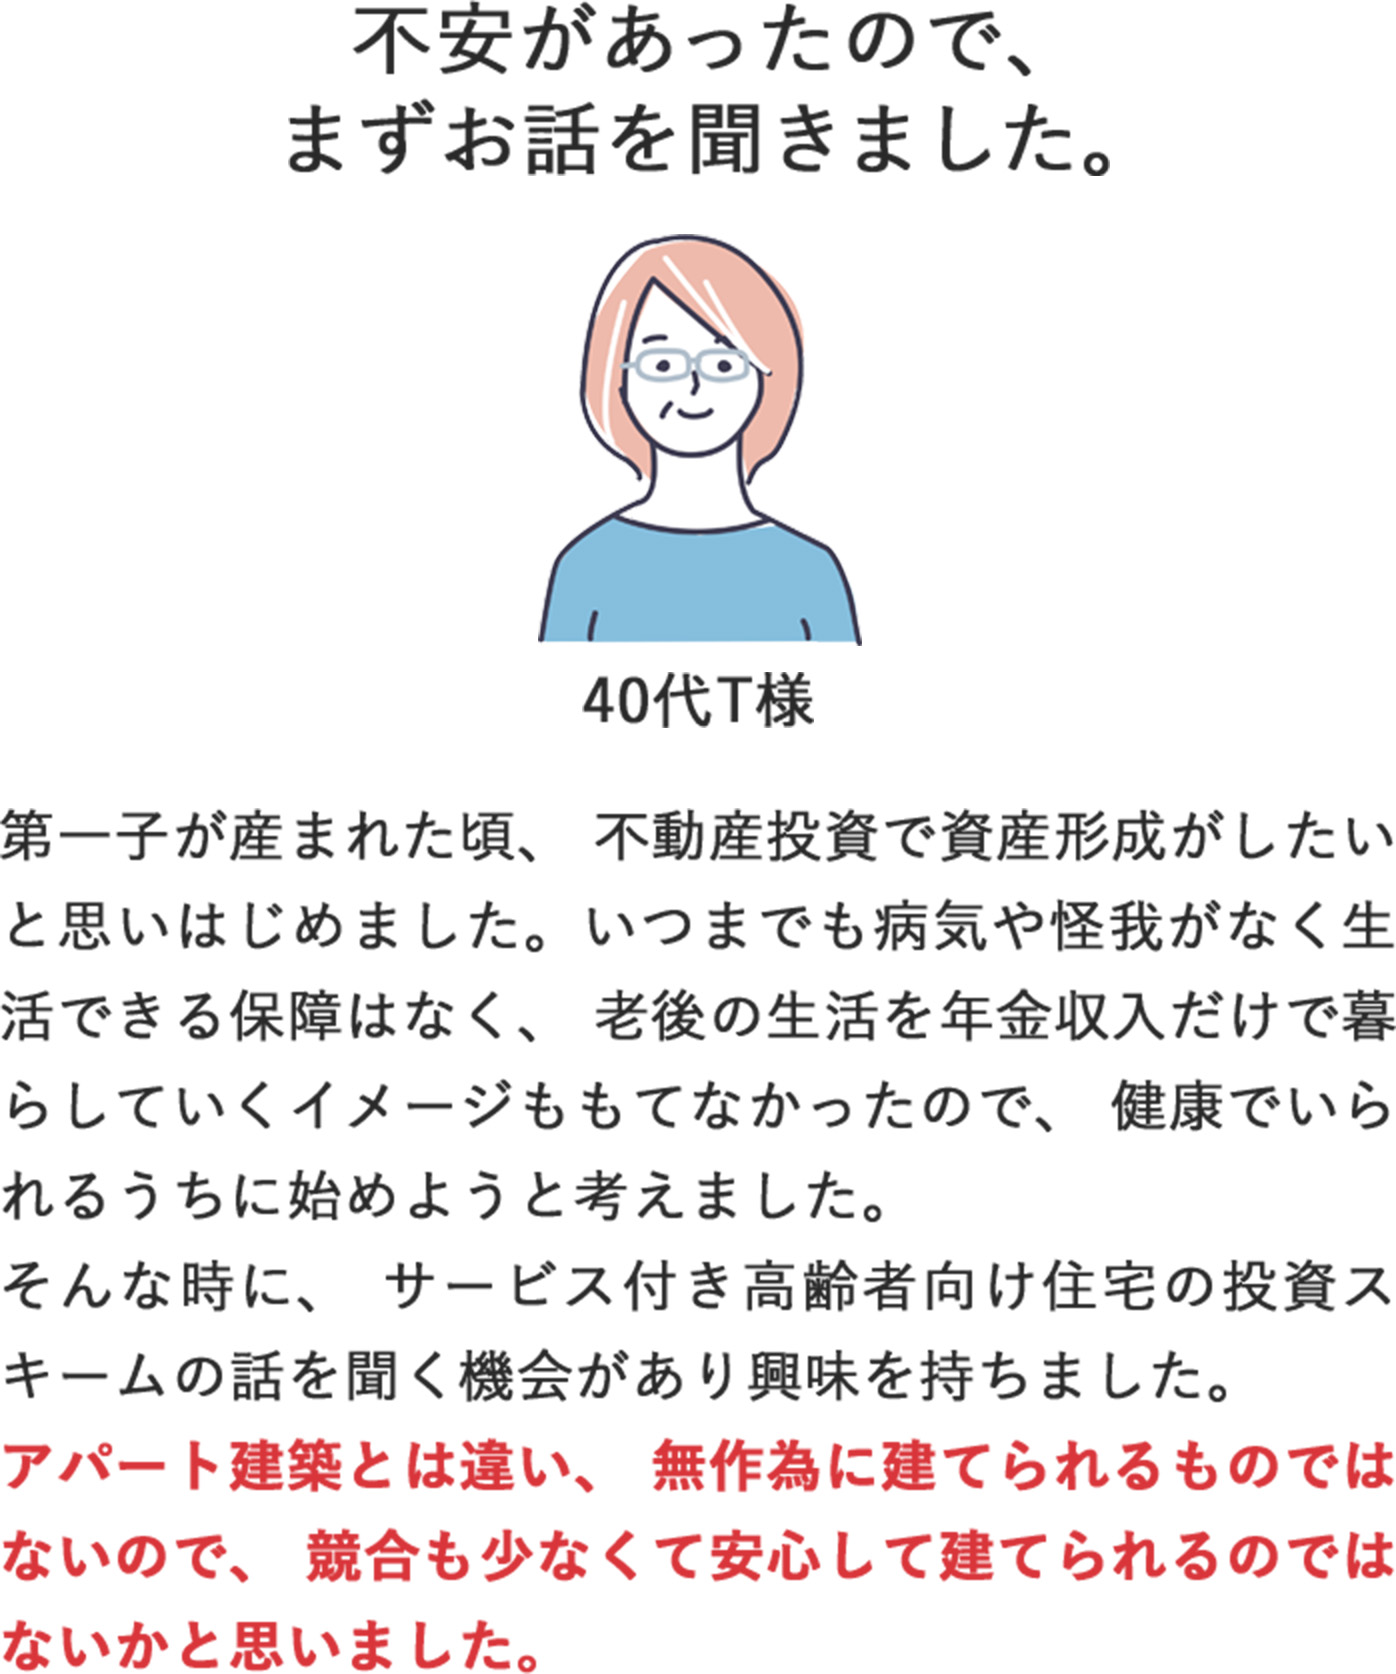 不安があったので、
まずお話を聞きました。
40代T様
第一子が産まれた頃、 不動産投資で資産形成がしたい
と思いはじめました。いつまでも病気や怪我がなく生
活できる保障はなく、 老後の生活を年金収入だけで暮
らしていくイメージももてなかったので、 健康でいら
れるうちに始めようと考えました。
そんな時に、 サービス付き高齢者向け住宅の投資ス
キームの話を聞く機会があり興味を持ちました。
アパート建築とは違い、 無作為に建てられるものでは
ないので、 競合も少なくて安心して建てられるのでは
ないかと思いました。